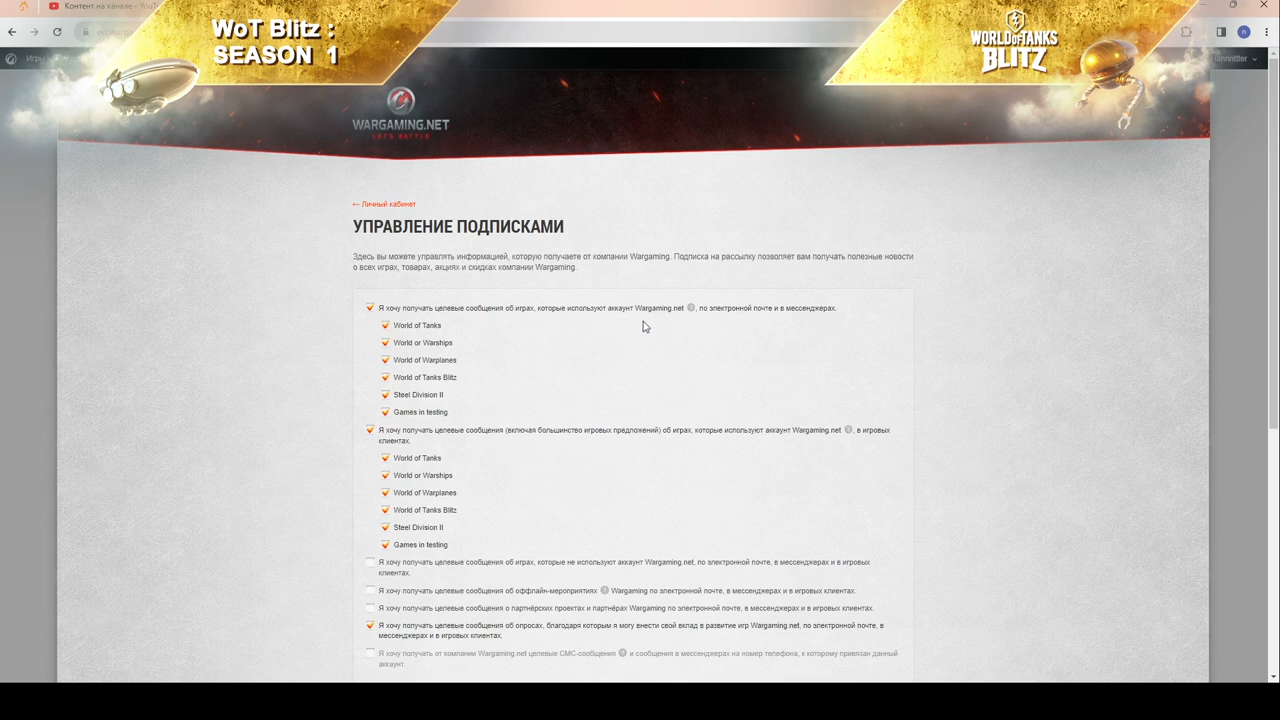 Контент на канале - YouT
WoT Blitz :
SEASON 1
WORLD OF TANKS
BLITZ
Игры
WARGAMING.NET
LET'S BATTLE
← Личный кабинет
УПРАВЛЕНИЕ ПОДПИСКАМИ
Здесь вы можете управлять информацией, которую получаете от компании Wargaming. Подписка на рассылку позволяет вам получать полезные новости
о всех играх, товарах, акциях и скидках компании Wargaming.
Я хочу получать целевые сообщения об играх, которые используют аккаунт Wargaming.net ?, по электронной почте и в мессенджерах.
World of Tanks
World or Warships
World of Warplanes
World of Tanks Blitz
Steel Division II
Games in testing
Я хочу получать целевые сообщения (включая большинство игровых предложений) об играх, которые используют аккаунт Wargaming.net ?, в игровых
клиентах.
World of Tanks
World or Warships
World of Warplanes
World of Tanks Blitz
Steel Division II
Games in testing
Я хочу получать целевые сообщения об играх, которые не используют аккаунт Wargaming.net, по электронной почте, в мессенджерах и в игровых
клиентах.
Я хочу получать целевые сообщения об оффлайн-мероприятиях ? Wargaming по электронной почте, в мессенджерах и в игровых клиентах.
Я хочу получать целевые сообщения о партнёрских проектах и партнёрах Wargaming по электронной почте, в мессенджерах и в игровых клиентах.
Я хочу получать целевые сообщения об опросах, благодаря которым я могу внести свой вклад в развитие игр Wargaming.net, по электронной почте, в
мессенджерах и в игровых клиентах.
Я хочу получать от компании Wargaming.net целевые СМС-сообщения ? и сообщения в мессенджерах на номер телефона, к которому привязан данный
аккаунт.